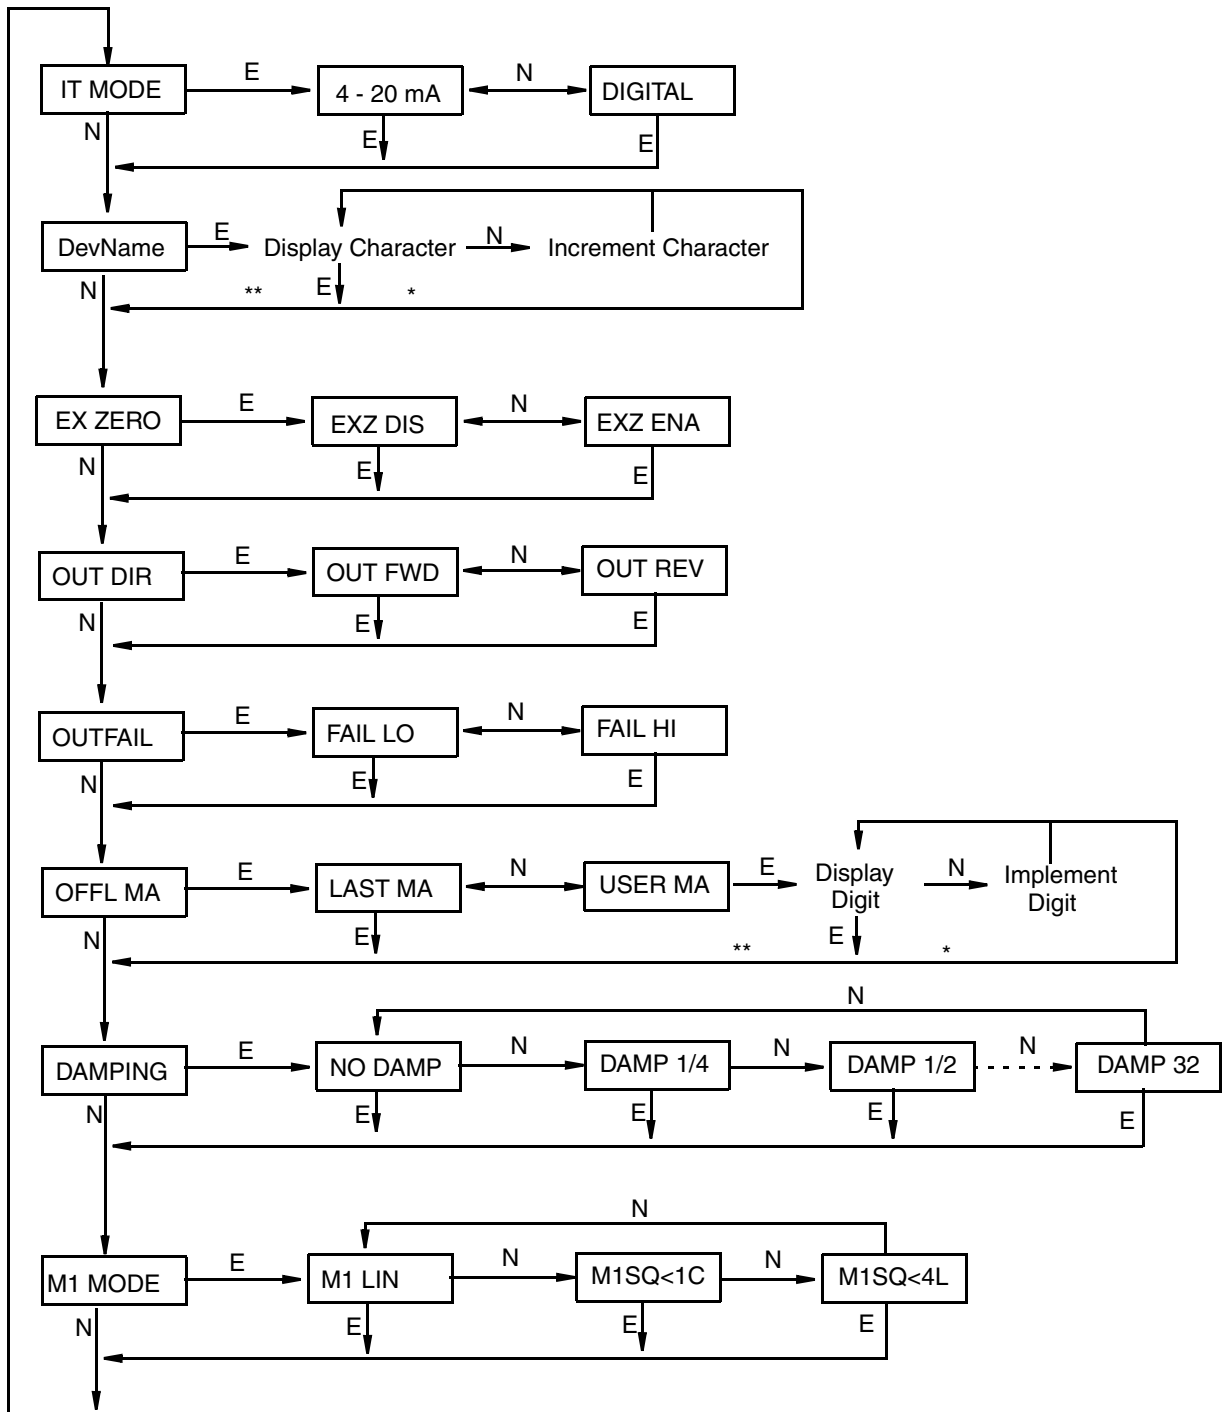 E
N
IT MODE
4 - 20 mA
DIGITAL
N
E
E
DevName
E
Display Character
N
Increment Character
N
**
E
*
E
N
EX ZERO
EXZ DIS
EXZ ENA
N
E
E
E
N
OUT DIR
OUT FWD
OUT REV
N
E
E
E
N
OUTFAIL
FAIL LO
FAIL HI
N
E
E
E
N
E
Display
Digit
N
Implement
Digit
OFFL MA
LAST MA
USER MA
N
E
E
**
*
N
E
N
N
N
DAMPING
NO DAMP
DAMP 1/4
DAMP 1/2
DAMP 32
N
E
E
E
E
N
E
N
N
M1 MODE
M1 LIN
M1SQ<1C
M1SQ<4L
N
E
E
E